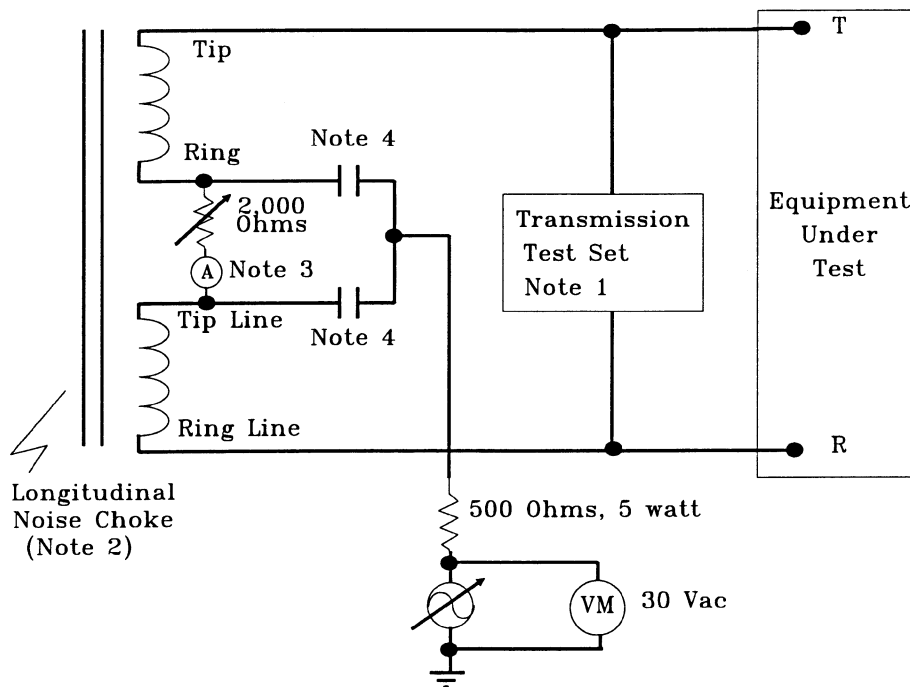 T
Tip
Note 4
Ring
2,000
Ohms
Transmission
Test Set
Note 1
Equipment
Under
Test
A
Note 3
Tip Line
Note 4
Ring Line
R
Longitudinal
Noise Choke
(Note 2)
500 Ohms, 5 watt
VM
30 Vac